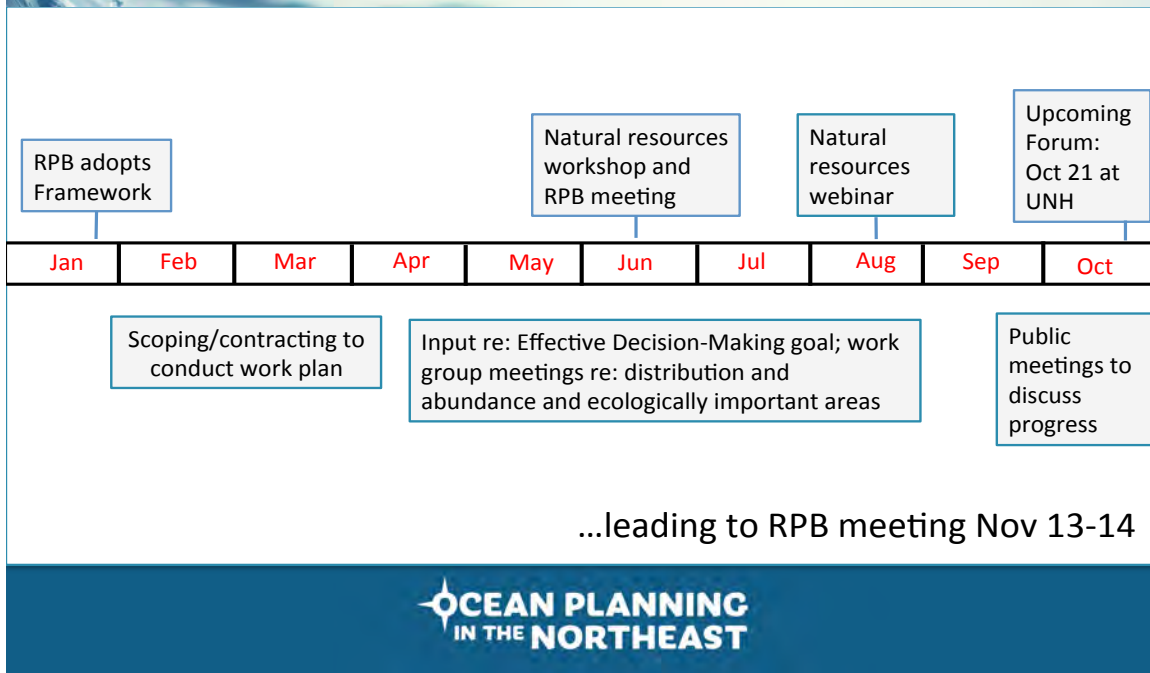 RPB adopts
Framework
Natural resources
workshop and
RPB meeting
Natural
resources
webinar
Upcoming
Forum:
Oct 21 at
UNH
Jan Feb Mar Apr May Jun Jul Aug Sep Oct
Scoping/contracting to
conduct work plan
Input re: Effective Decision-Making goal; work
group meetings re: distribution and
abundance and ecologically important areas
Public
meetings to
discuss
progress
...leading to RPB meeting Nov 13-14
OCEAN PLANNING
IN THE NORTHEAST